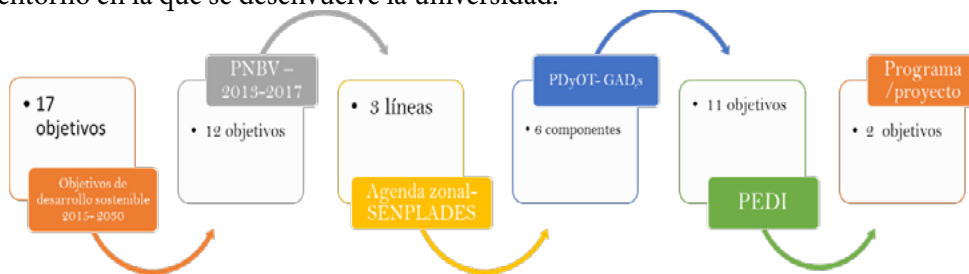 entorno en la que se desenvuelve la universidad.
• 17
objetivos
Objetivos de
desarrollo sostenible
2015- 2030
PNBV –
2013-2017
• 12 objetivos
• 3 líneas
Agenda zonal-
SENPLADES
PDyOT- GAD,s
• 6 componentes
• 11 objetivos
PEDI
Programa
/proyecto
• 2 objetivos